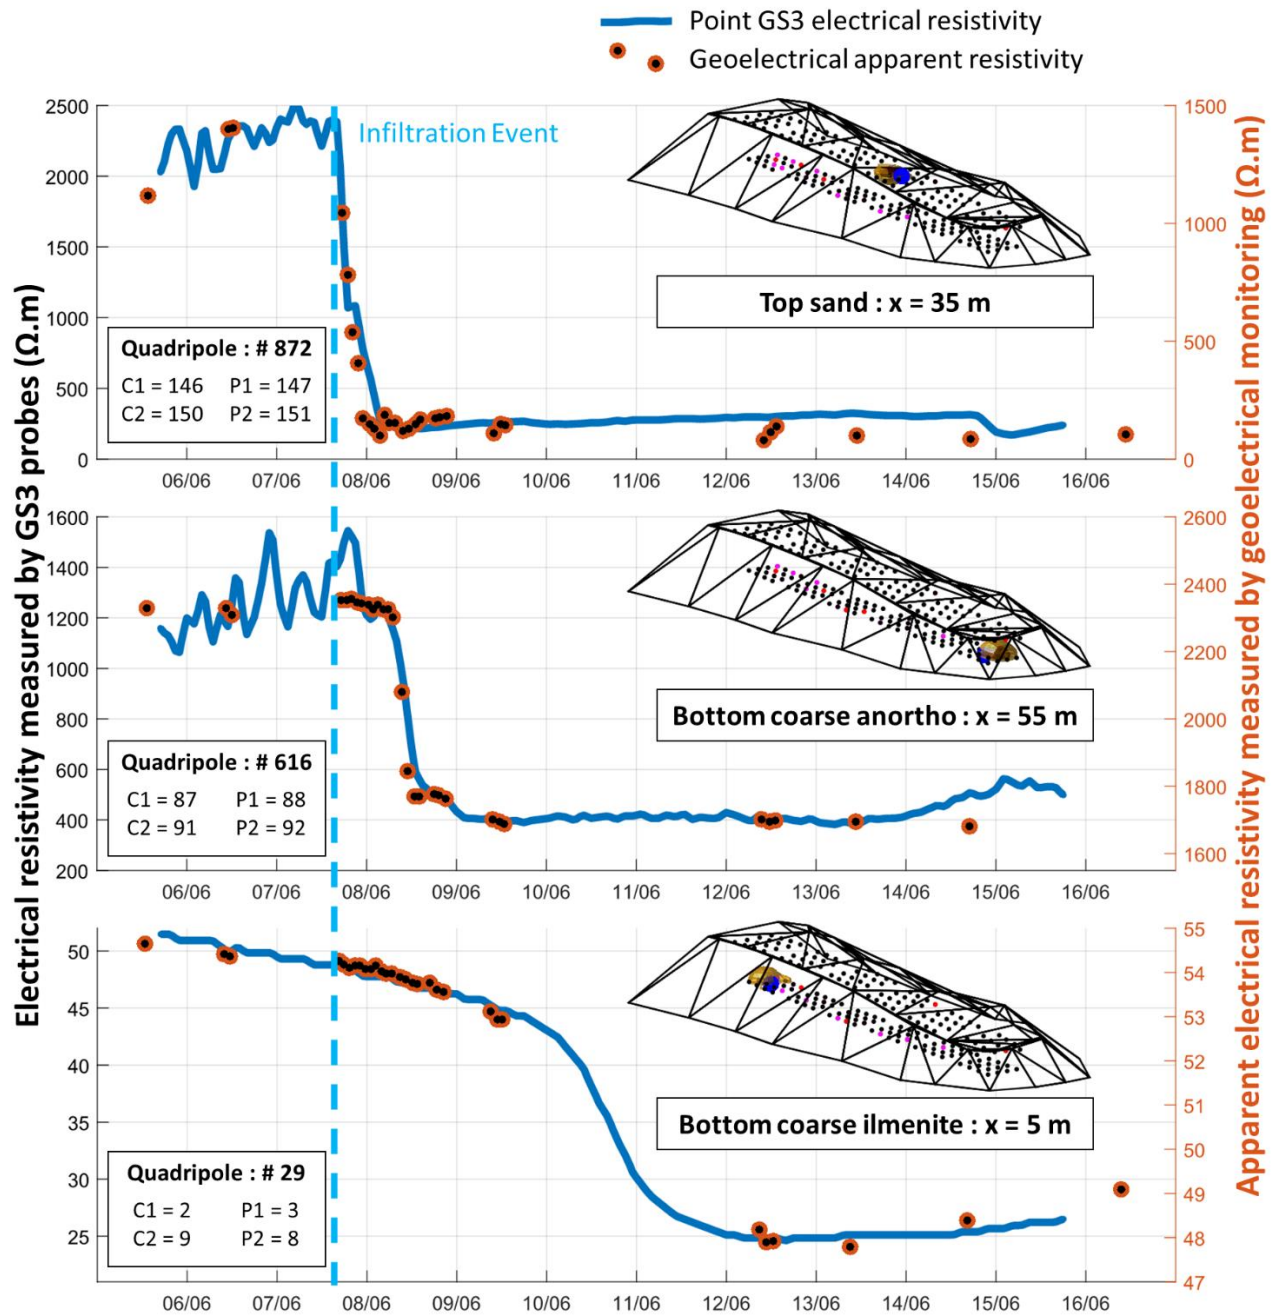 Point GS3 electrical resistivity
Geoelectrical apparent resistivity
Electrical resistivity measured by GS3 probes (Ω.m)
Apparent electrical resistivity measured by geoelectrical monitoring (Ω.m)
2500
2000
1500
1000
500
0
1500
1000
500
0
Infiltration Event
Top sand : x = 35 m
Quadripole : # 872
C1 = 146 P1 = 147
C2 = 150 P2 = 151
06/06 07/06 08/06 09/06 10/06 11/06 12/06 13/06 14/06 15/06 16/06
1600
1400
1200
1000
800
600
400
200
2600
2400
2200
2000
1800
1600
Bottom coarse anortho : x = 55 m
Quadripole : # 616
C1 = 87 P1 = 88
C2 = 91 P2 = 92
06/06 07/06 08/06 09/06 10/06 11/06 12/06 13/06 14/06 15/06 16/06
50
45
40
35
30
25
55
54
53
52
51
50
49
48
47
Bottom coarse ilmenite : x = 5 m
Quadripole : # 29
C1 = 2 P1 = 3
C2 = 9 P2 = 8
06/06 07/06 08/06 09/06 10/06 11/06 12/06 13/06 14/06 15/06 16/06